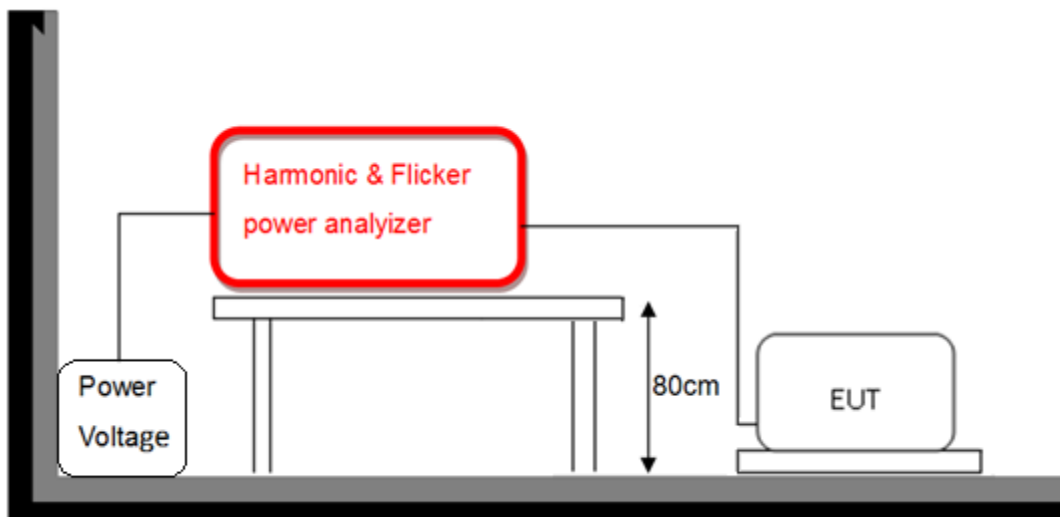 Harmonic & Flicker
power analyizer
Power
Voltage
80cm
EUT